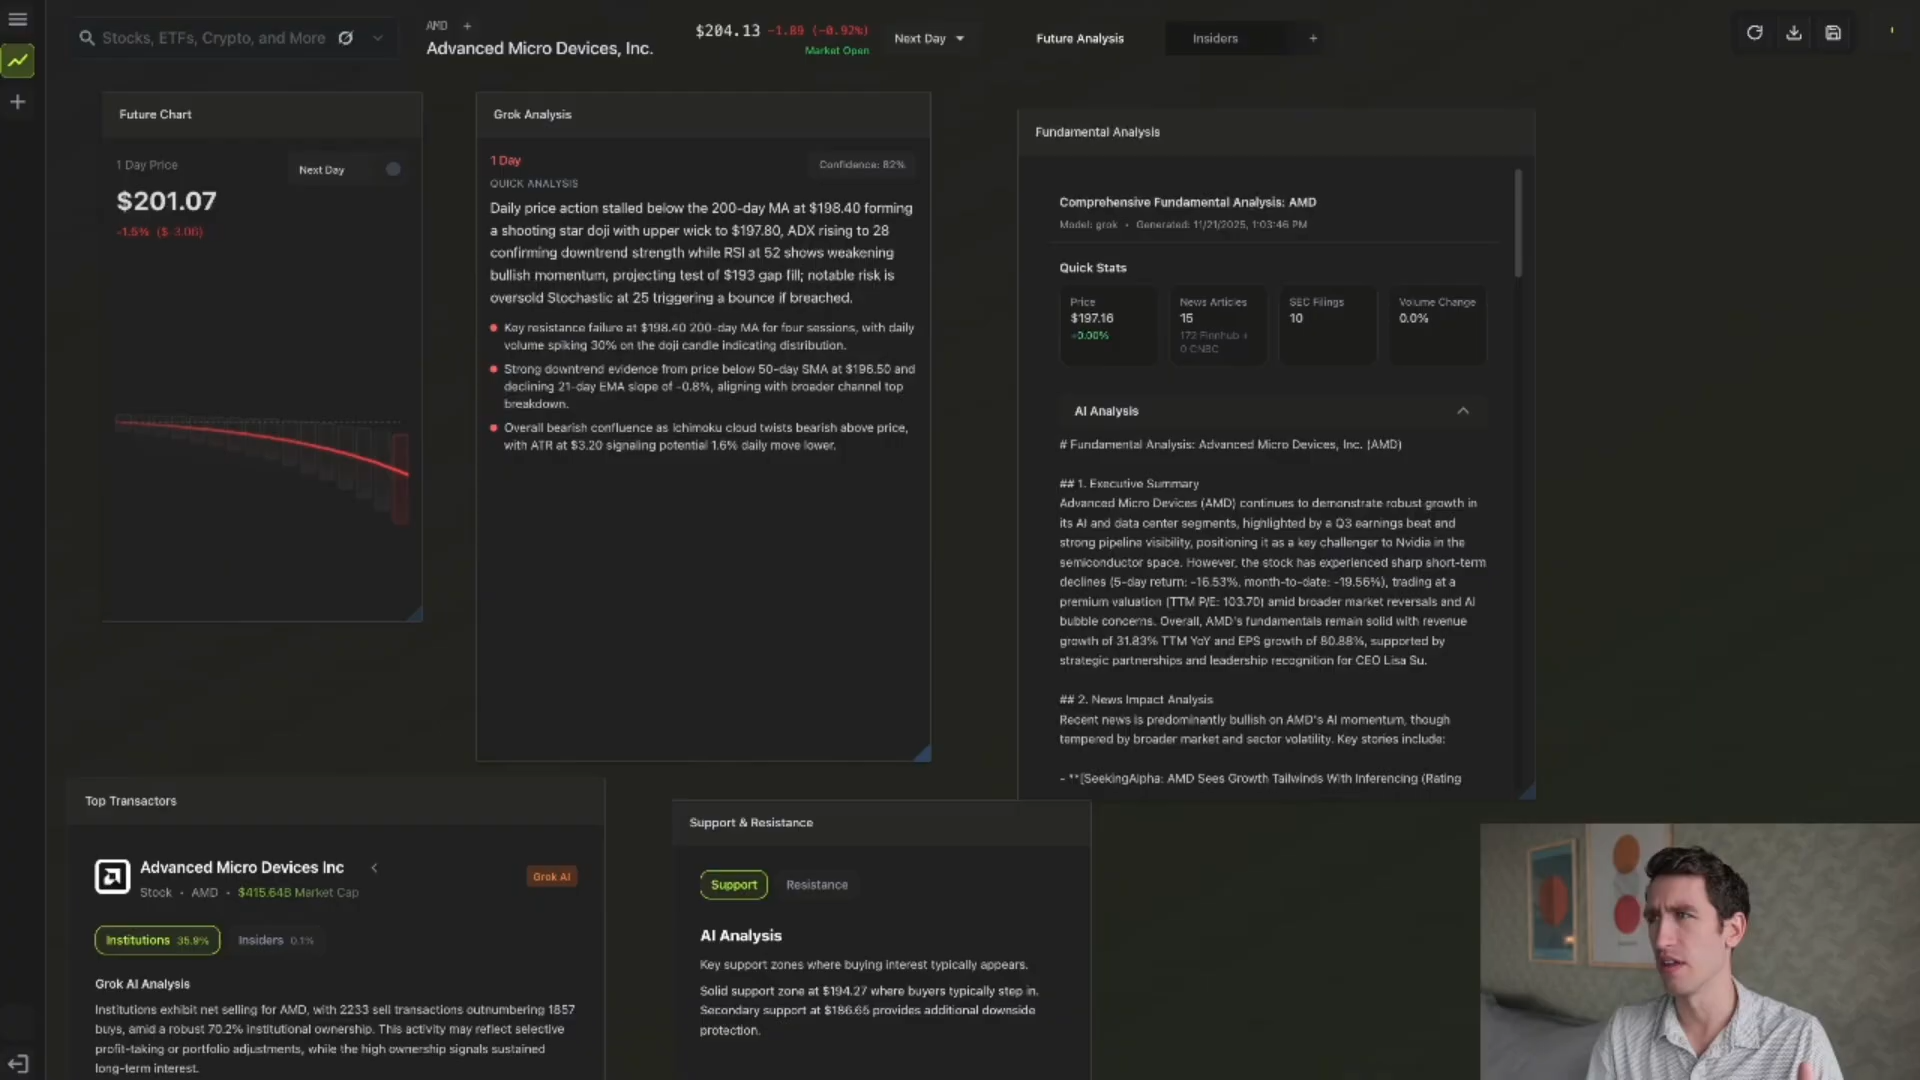 Stocks, ETFs, Crypto, and More
AMD +
Advanced Micro Devices, Inc.
$204.13 -1.89 (-0.92%)
Market Open
Next Day
Future Analysis
Insiders
+
Future Chart
1 Day Price
Next Day
$201.07
-1.5% ($-3.06)
Grok Analysis
1 Day
Confidence: 82%
QUICK ANALYSIS
Daily price action stalled below the 200-day MA at $198.40 forming
a shooting star doji with upper wick to $197.80, ADX rising to 28
confirming downtrend strength while RSI at 52 shows weakening
bullish momentum, projecting test of $193 gap fill; notable risk is
oversold Stochastic at 25 triggering a bounce if breached.
Key resistance failure at $198.40 200-day MA for four sessions, with daily
volume spiking 30% on the doji candle indicating distribution.
Strong downtrend evidence from price below 50-day SMA at $196.50 and
declining 21-day EMA slope of -0.8%, aligning with broader channel top
breakdown.
Overall bearish confluence as Ichimoku cloud twists bearish above price,
with ATR at $3.20 signaling potential 1.6% daily move lower.
Fundamental Analysis
Comprehensive Fundamental Analysis: AMD
Model: grok • Generated: 11/21/2025, 1:03:46 PM
Quick Stats
Price
$197.16
+0.00%
News Articles
15
172 Finnhub +
0 CNBC
SEC Filings
10
Volume Change
0.0%
AI Analysis
# Fundamental Analysis: Advanced Micro Devices, Inc. (AMD)
## 1. Executive Summary
Advanced Micro Devices (AMD) continues to demonstrate robust growth in
its AI and data center segments, highlighted by a Q3 earnings beat and
strong pipeline visibility, positioning it as a key challenger to Nvidia in the
semiconductor space. However, the stock has experienced sharp short-term
declines (5-day return: -16.53%, month-to-date: -19.56%), trading at a
premium valuation (TTM P/E: 103.70) amid broader market reversals and AI
bubble concerns. Overall, AMD's fundamentals remain solid with revenue
growth of 31.83% TTM YoY and EPS growth of 80.88%, supported by
strategic partnerships and leadership recognition for CEO Lisa Su.
## 2. News Impact Analysis
Recent news is predominantly bullish on AMD's AI momentum, though
tempered by broader market and sector volatility. Key stories include:
- **[SeekingAlpha: AMD Sees Growth Tailwinds With Inferencing (Rating
Top Transactors
Advanced Micro Devices Inc
Stock • AMD • $415.64B Market Cap
Grok AI
Institutions 35.9%
Insiders 0.1%
Grok AI Analysis
Institutions exhibit net selling for AMD, with 2233 sell transactions outnumbering 1857
buys, amid a robust 70.2% institutional ownership. This activity may reflect selective
profit-taking or portfolio adjustments, while the high ownership signals sustained
long-term interest.
Support & Resistance
Support
Resistance
AI Analysis
Key support zones where buying interest typically appears.
Solid support zone at $194.27 where buyers typically step in.
Secondary support at $186.65 provides additional downside
protection.